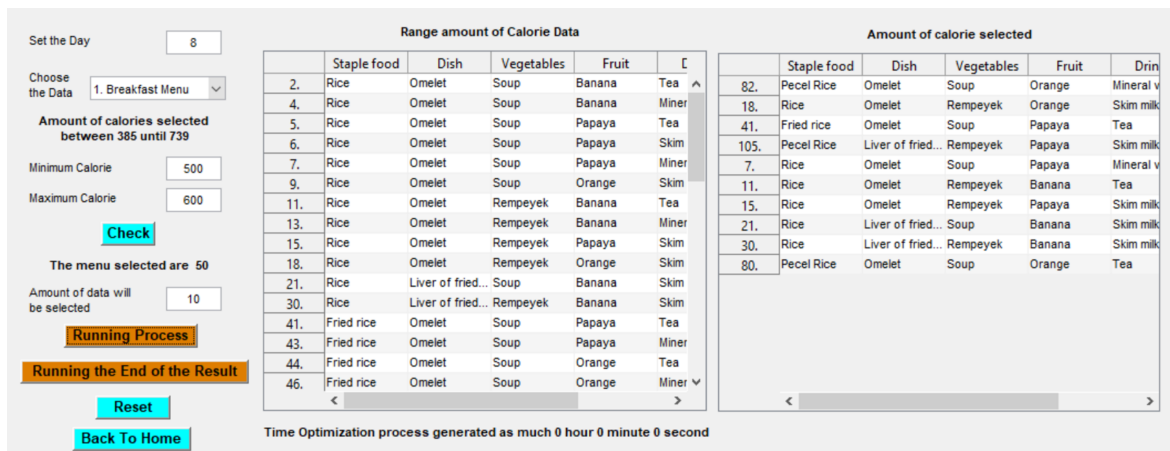 Set the Day 8
Choose
the Data 1. Breakfast Menu
Amount of calories selected
between 385 until 739
Minimum Calorie 500
Maximum Calorie 600
Check
The menu selected are 50
Amount of data will
be selected 10
Running Process
Running the End of the Result
Reset
Back To Home
Range amount of Calorie Data
Staple food Dish Vegetables Fruit
2. Rice Omelet Soup Banana Tea
4. Rice Omelet Soup Banana Miner
5. Rice Omelet Soup Papaya Tea
6. Rice Omelet Soup Papaya Skim
7. Rice Omelet Soup Papaya Miner
9. Rice Omelet Soup Orange Skim
11. Rice Omelet Rempeyek Banana Tea
13. Rice Omelet Rempeyek Banana Miner
15. Rice Omelet Rempeyek Papaya Skim
18. Rice Omelet Rempeyek Orange Skim
21. Rice Liver of fried... Soup Banana Skim
30. Rice Liver of fried... Rempeyek Banana Skim
41. Fried rice Omelet Soup Papaya Tea
43. Fried rice Omelet Soup Papaya Miner
44. Fried rice Omelet Soup Orange Tea
46. Fried rice Omelet Soup Orange Miner
Time Optimization process generated as much 0 hour 0 minute 0 second
Amount of calorie selected
Staple food Dish Vegetables Fruit Drin
82. Pecel Rice Omelet Soup Orange Mineral v
18. Rice Omelet Rempeyek Orange Skim milk
41. Fried rice Omelet Soup Papaya Tea
105. Pecel Rice Liver of fried... Rempeyek Papaya Skim milk
7. Rice Omelet Soup Papaya Mineral v
11. Rice Omelet Rempeyek Banana Tea
15. Rice Omelet Rempeyek Papaya Skim milk
21. Rice Liver of fried... Soup Banana Skim milk
30. Rice Liver of fried... Rempeyek Banana Skim milk
80. Pecel Rice Omelet Soup Orange Tea